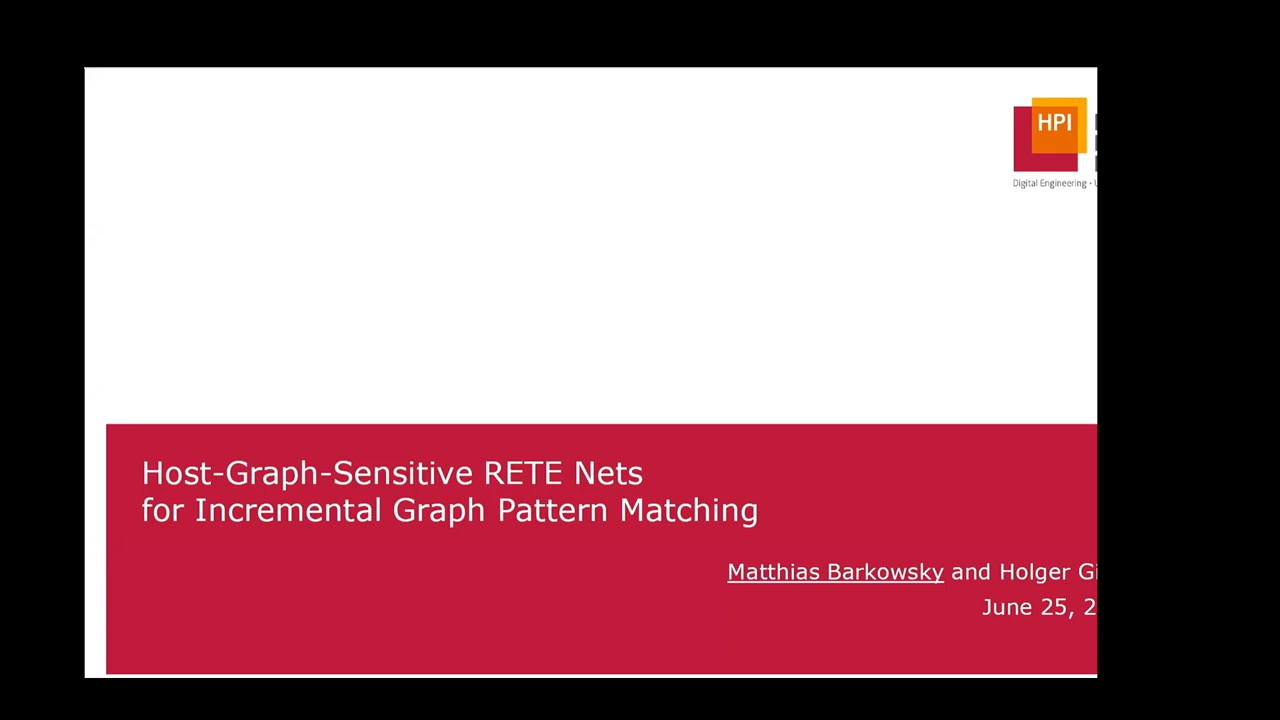 HPI
Digital Engineering •
Host-Graph-Sensitive RETE Nets
for Incremental Graph Pattern Matching
Matthias Barkowsky and Holger
June 25,